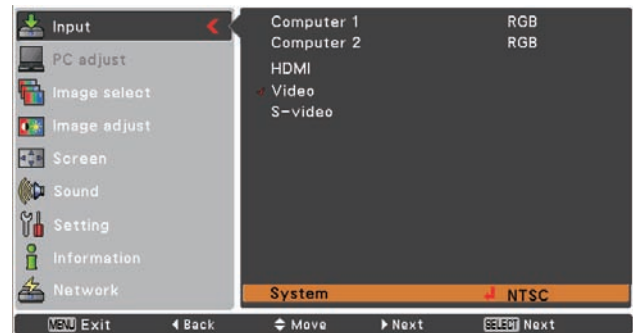 Input
PC adjust
Image select
Image adjust
Screen
Sound
Setting
Information
Network
Computer 1 RGB
Computer 2 RGB
HDMI
Video
S-video
System NTSC
MENU Exit Back Move Next SELECT Next